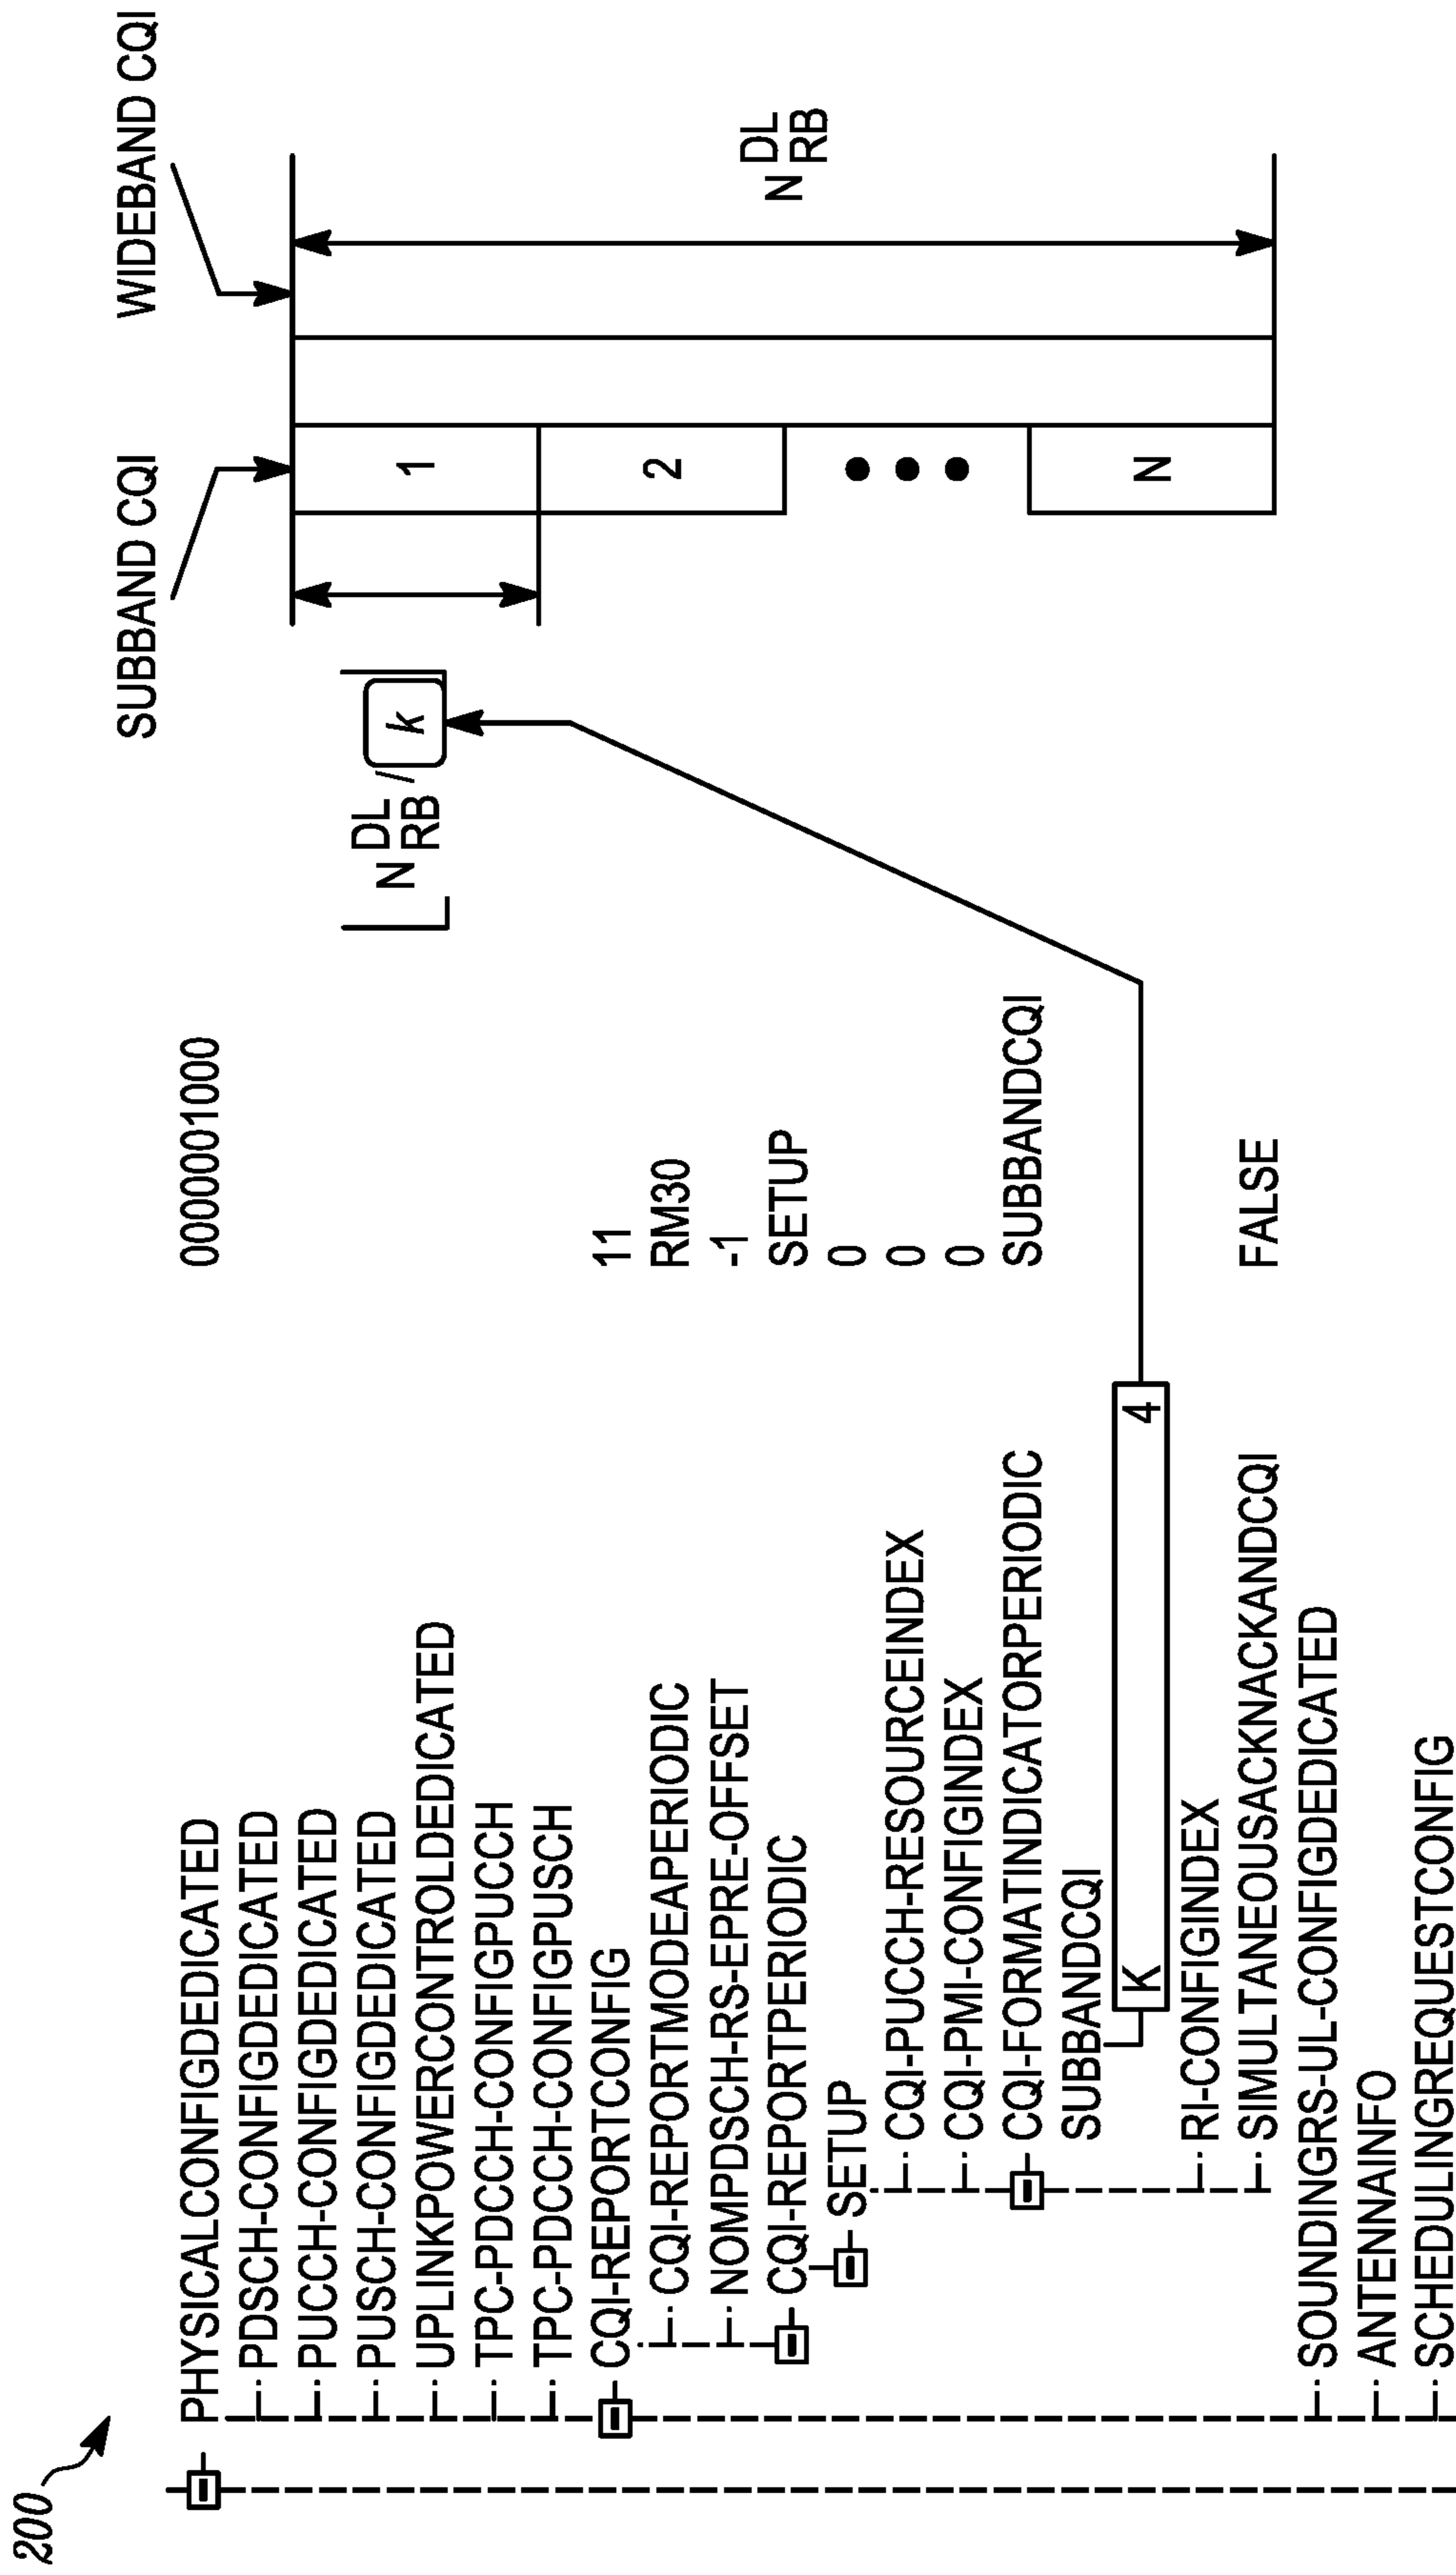 200
PHYSICALCONFIGDEDICATED 0000001000
PDSCH-CONFIGDEDICATED
PUCCH-CONFIGDEDICATED
PUSCH-CONFIGDEDICATED
UPLINKPOWERCONTROLDEDICATED
TPC-PDCCH-CONFIGPUCCH
TPC-PDCCH-CONFIGPUSCH
CQI-REPORTCONFIG 11
CQI-REPORTMODEAPERIODIC RM30
NOMPDSCH-RS-EPRE-OFFSET -1
CQI-REPORTPERIODIC SETUP
SETUP 0
CQI-PUCCH-RESOURCEINDEX 0
CQI-PMI-CONFIGINDEX 0
CQI-FORMATINDICATORPERIODIC SUBBANDCQI
SUBBANDCQI
K 4
RI-CONFIGINDEX
SIMULTANEOUSACKNACKANDCQI FALSE
SOUNDINGRS-UL-CONFIGDEDICATED
ANTENNAINFO
SCHEDULINGREQUESTCONFIG
SUBBAND CQI
WIDEBAND CQI
⌊N DL RB / k⌋
1
2
N
N DL RB